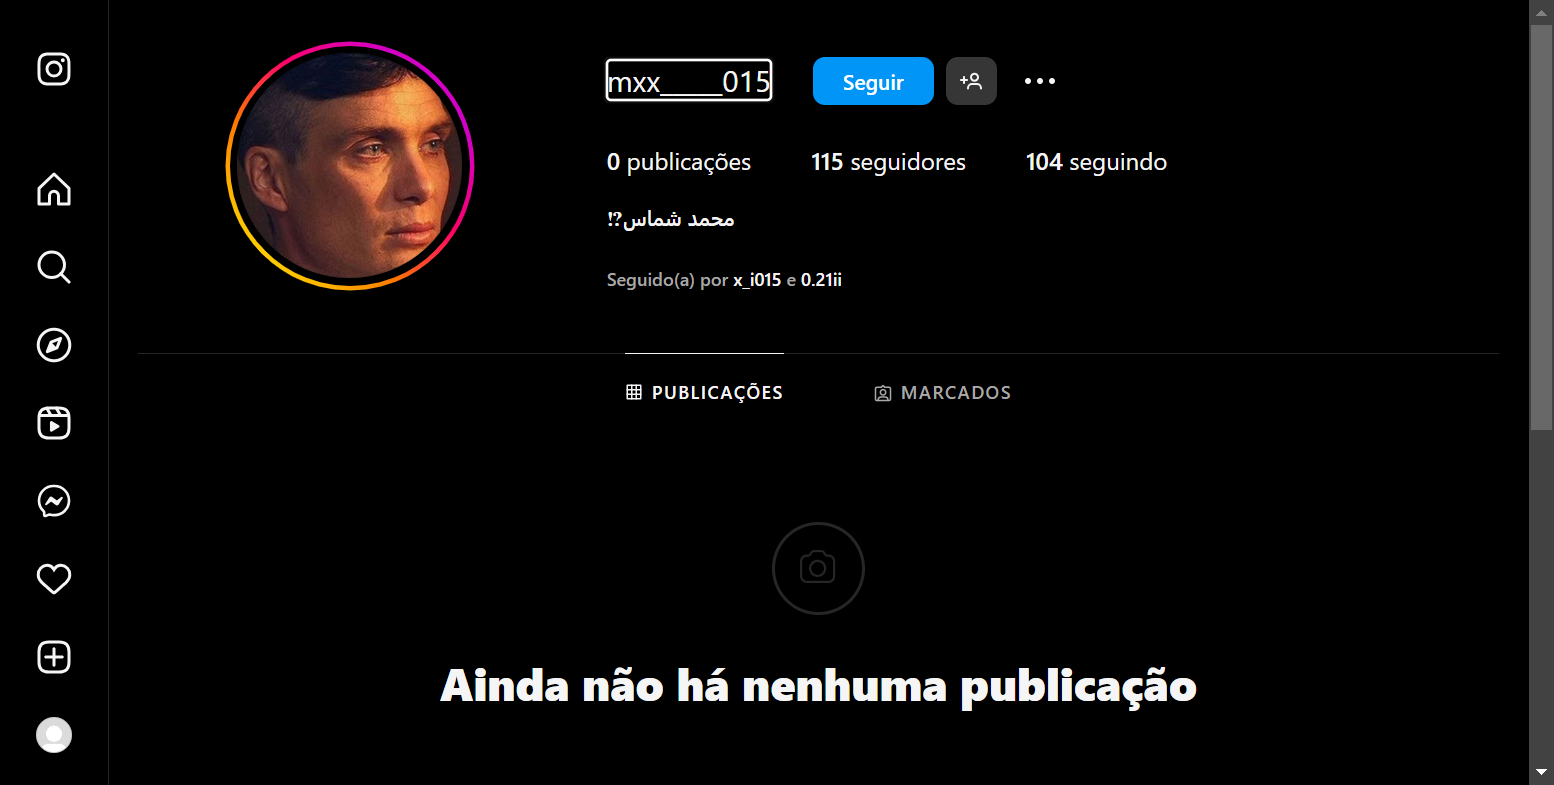 mxx_____015 Seguir
0 publicações 115 seguidores 104 seguindo
محمد شماس⁉
Seguido(a) por x_i015 e 0.21ii
PUBLICAÇÕES MARCADOS
Ainda não há nenhuma publicação